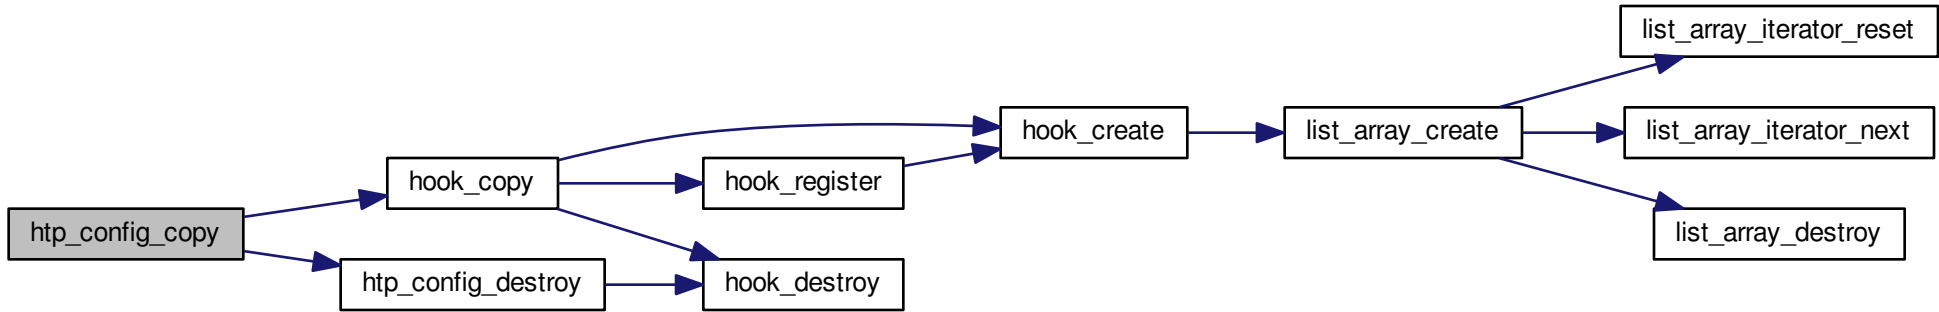 list_array_iterator_reset
hook_create
list_array_create
list_array_iterator_next
hook_copy
hook_register
htp_config_copy
list_array_destroy
htp_config_destroy
hook_destroy